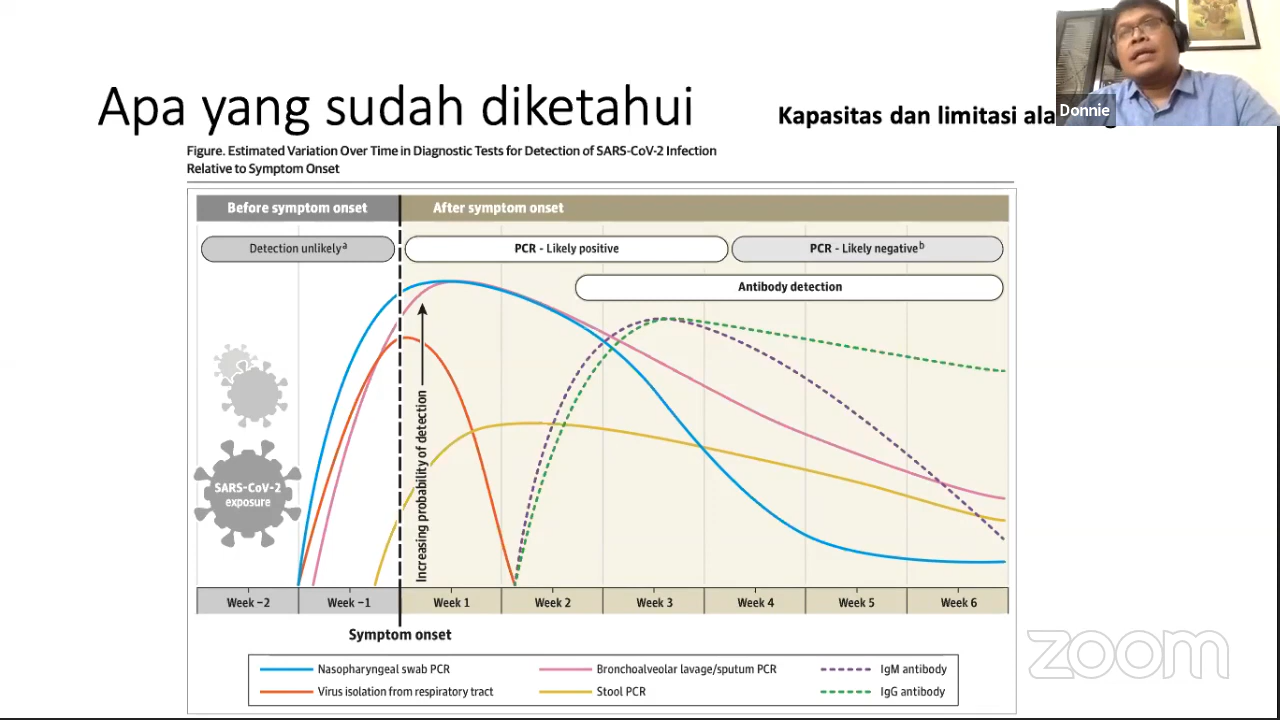 Apa yang sudah diketahui
Kapasitas dan limitasi
Donnie
Figure. Estimated Variation Over Time in Diagnostic Tests for Detection of SARS-CoV-2 Infection
Relative to Symptom Onset
Before symptom onset
After symptom onset
Detection unlikelyᵃ
PCR - Likely positive
PCR - Likely negativeᵇ
Antibody detection
SARS-CoV-2
exposure
Increasing probability of detection
Week −2
Week −1
Week 1
Week 2
Week 3
Week 4
Week 5
Week 6
Symptom onset
Nasopharyngeal swab PCR
Bronchoalveolar lavage/sputum PCR
IgM antibody
Virus isolation from respiratory tract
Stool PCR
IgG antibody
zoom